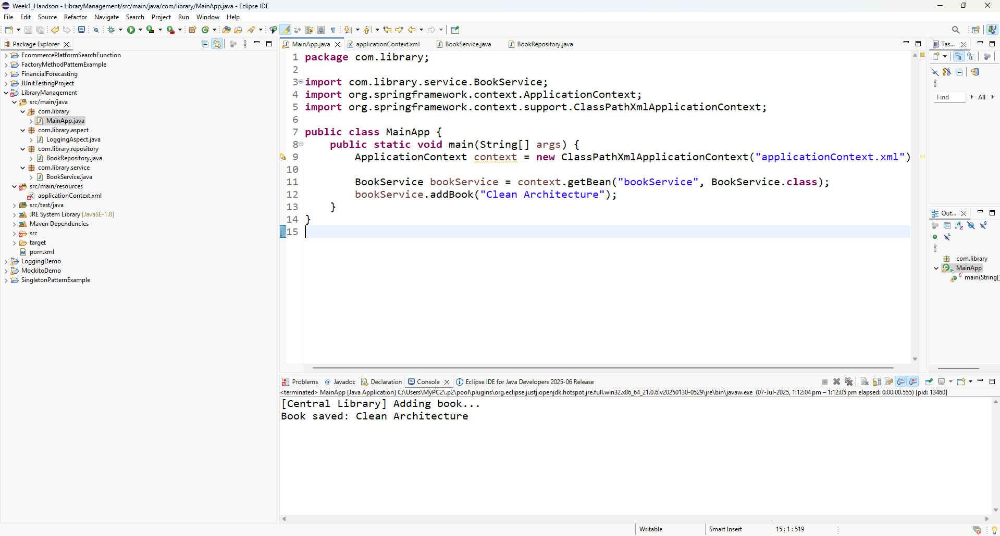 Week1_Handson - LibraryManagement/src/main/java/com/library/MainApp.java - Eclipse IDE
File Edit Source Refactor Navigate Search Project Run Window Help
Package Explorer
EcommercePlatformSearchFunction
FactoryMethodPatternExample
FinancialForecasting
JUnitTestingProject
LibraryManagement
src/main/java
com.library
MainApp.java
com.library.aspect
LoggingAspect.java
com.library.repository
BookRepository.java
com.library.service
BookService.java
src/main/resources
applicationContext.xml
src/test/java
JRE System Library [JavaSE-1.8]
Maven Dependencies
src
target
pom.xml
LoggingDemo
MockitoDemo
SingletonPatternExample
MainApp.java applicationContext.xml BookService.java BookRepository.java
1 package com.library;
2
3 import com.library.service.BookService;
4 import org.springframework.context.ApplicationContext;
5 import org.springframework.context.support.ClassPathXmlApplicationContext;
6
7 public class MainApp {
8 public static void main(String[] args) {
9 ApplicationContext context = new ClassPathXmlApplicationContext("applicationContext.xml")
10
11 BookService bookService = context.getBean("bookService", BookService.class);
12 bookService.addBook("Clean Architecture");
13 }
14 }
15
Tas...
Find All
Out...
com.library
MainApp
main(String[]
Problems Javadoc Declaration Console Eclipse IDE for Java Developers 2025-06 Release
<terminated> MainApp [Java Application] C:\Users\MyPC2\.p2\pool\plugins\org.eclipse.justj.openjdk.hotspot.jre.full.win32.x86_64_21.0.6.v20250130-0529\jre\bin\javaw.exe (07-Jul-2025, 1:12:04 pm – 1:12:05 pm elapsed: 0:00:00.555) [pid: 13460]
[Central Library] Adding book...
Book saved: Clean Architecture
Writable Smart Insert 15 : 1 : 519